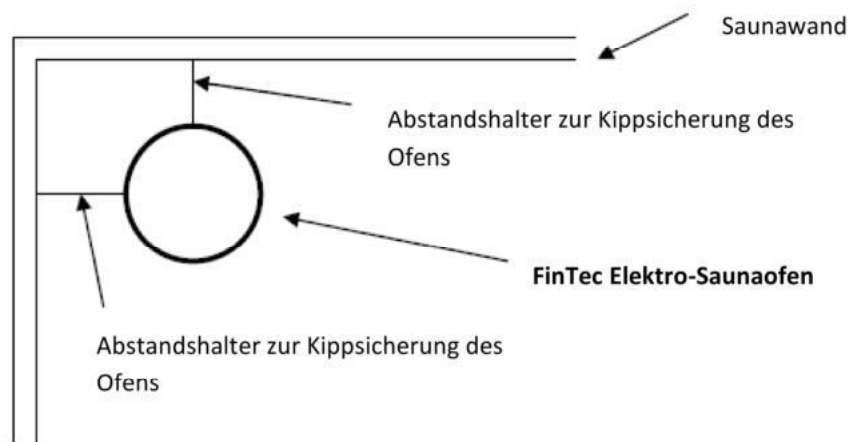 Saunawand
Abstandshalter zur Kippsicherung des
Ofens
FinTec Elektro-Saunaofen
Abstandshalter zur Kippsicherung des
Ofens